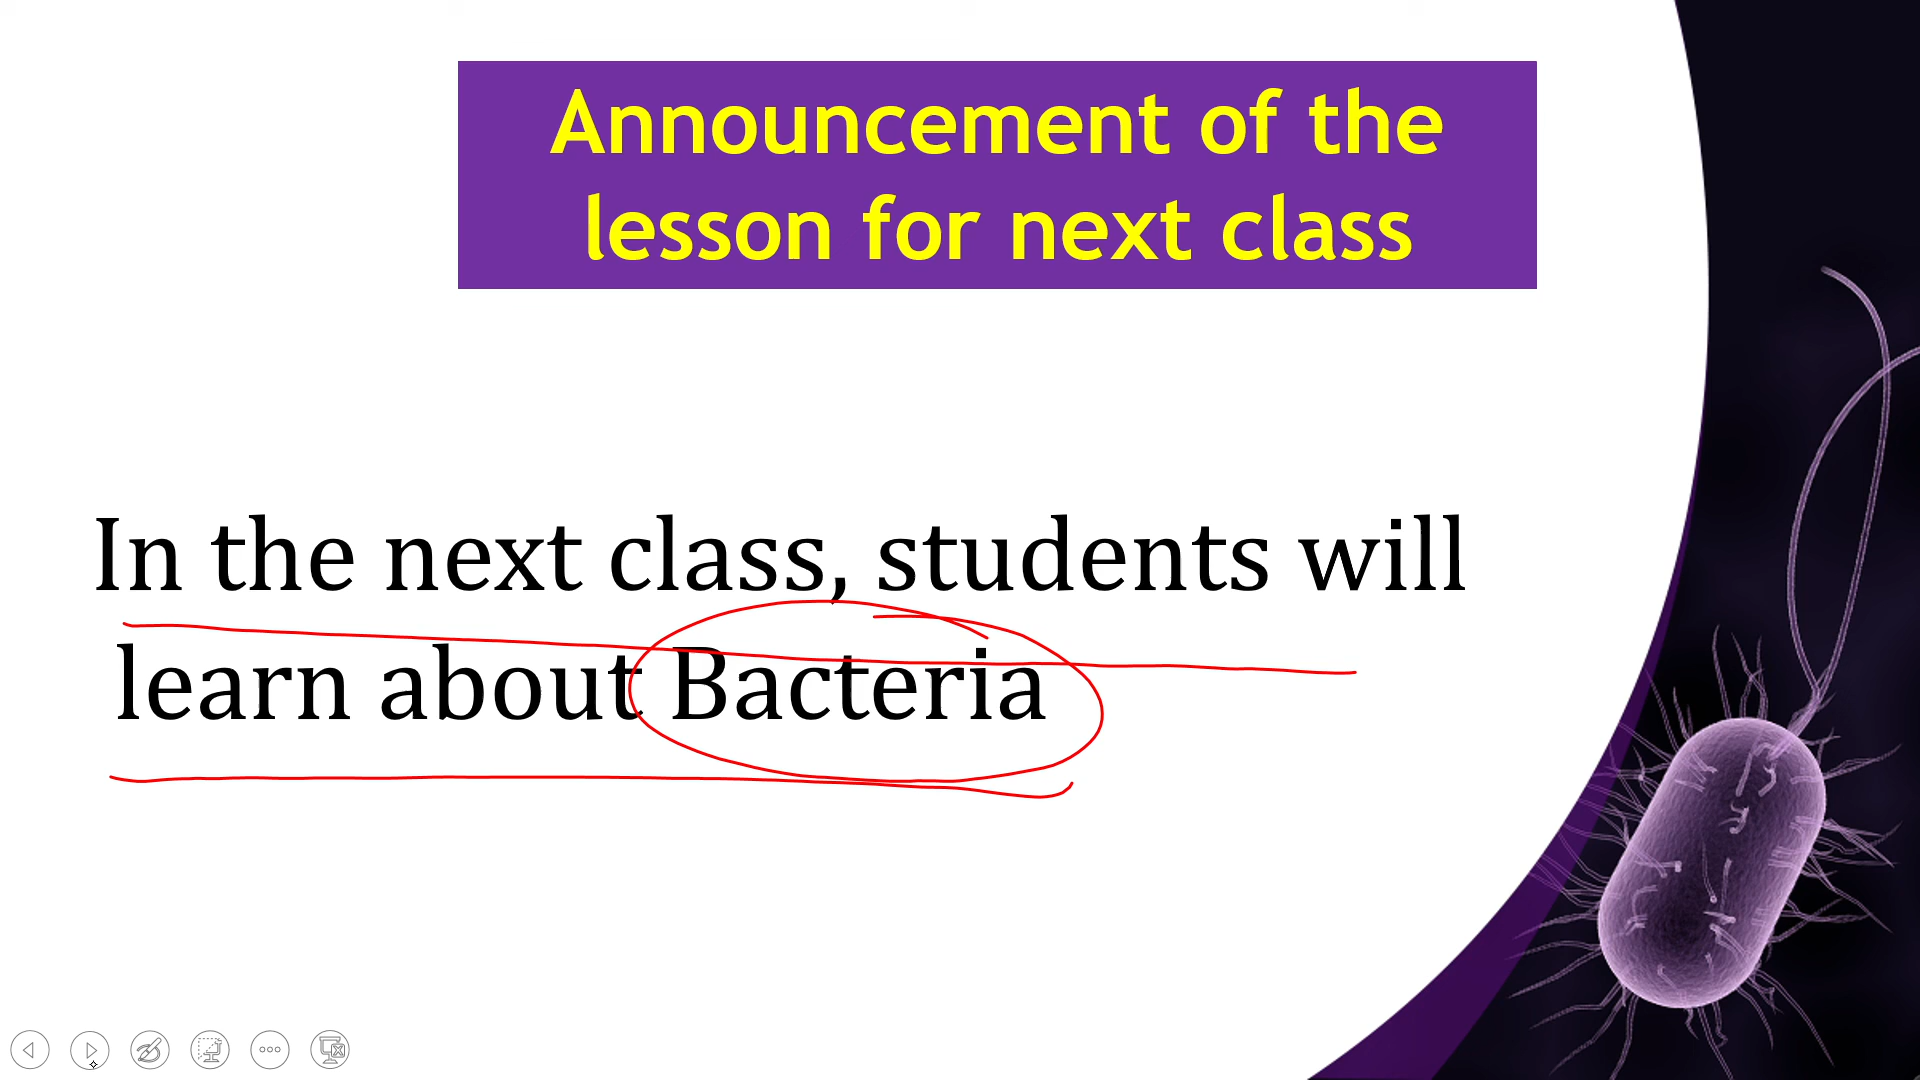 Announcement of the
lesson for next class
In the next class, students will
learn about Bacteria